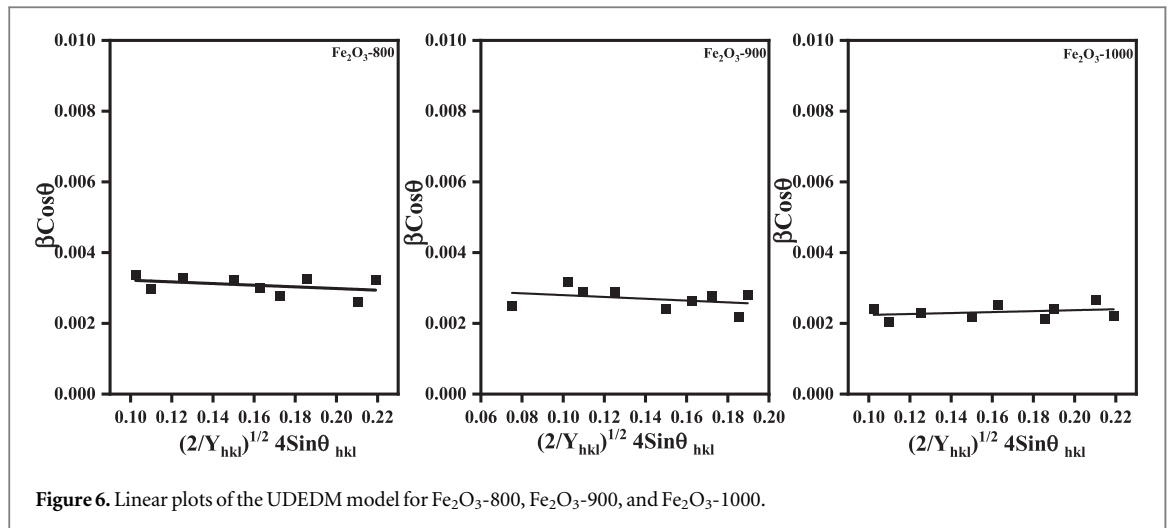 Fe₂O₃-800
0.010
0.008
0.006
0.004
0.002
0.000
βCosθ
0.10 0.12 0.14 0.16 0.18 0.20 0.22
(2/Yhkl)^1/2 4Sinθ hkl
Fe₂O₃-900
0.010
0.008
0.006
0.004
0.002
0.000
βCosθ
0.06 0.08 0.10 0.12 0.14 0.16 0.18 0.20
(2/Yhkl)^1/2 4Sinθ hkl
Fe₂O₃-1000
0.010
0.008
0.006
0.004
0.002
0.000
βCosθ
0.10 0.12 0.14 0.16 0.18 0.20 0.22
(2/Yhkl)^1/2 4Sinθ hkl
Figure 6. Linear plots of the UDEDM model for Fe₂O₃-800, Fe₂O₃-900, and Fe₂O₃-1000.